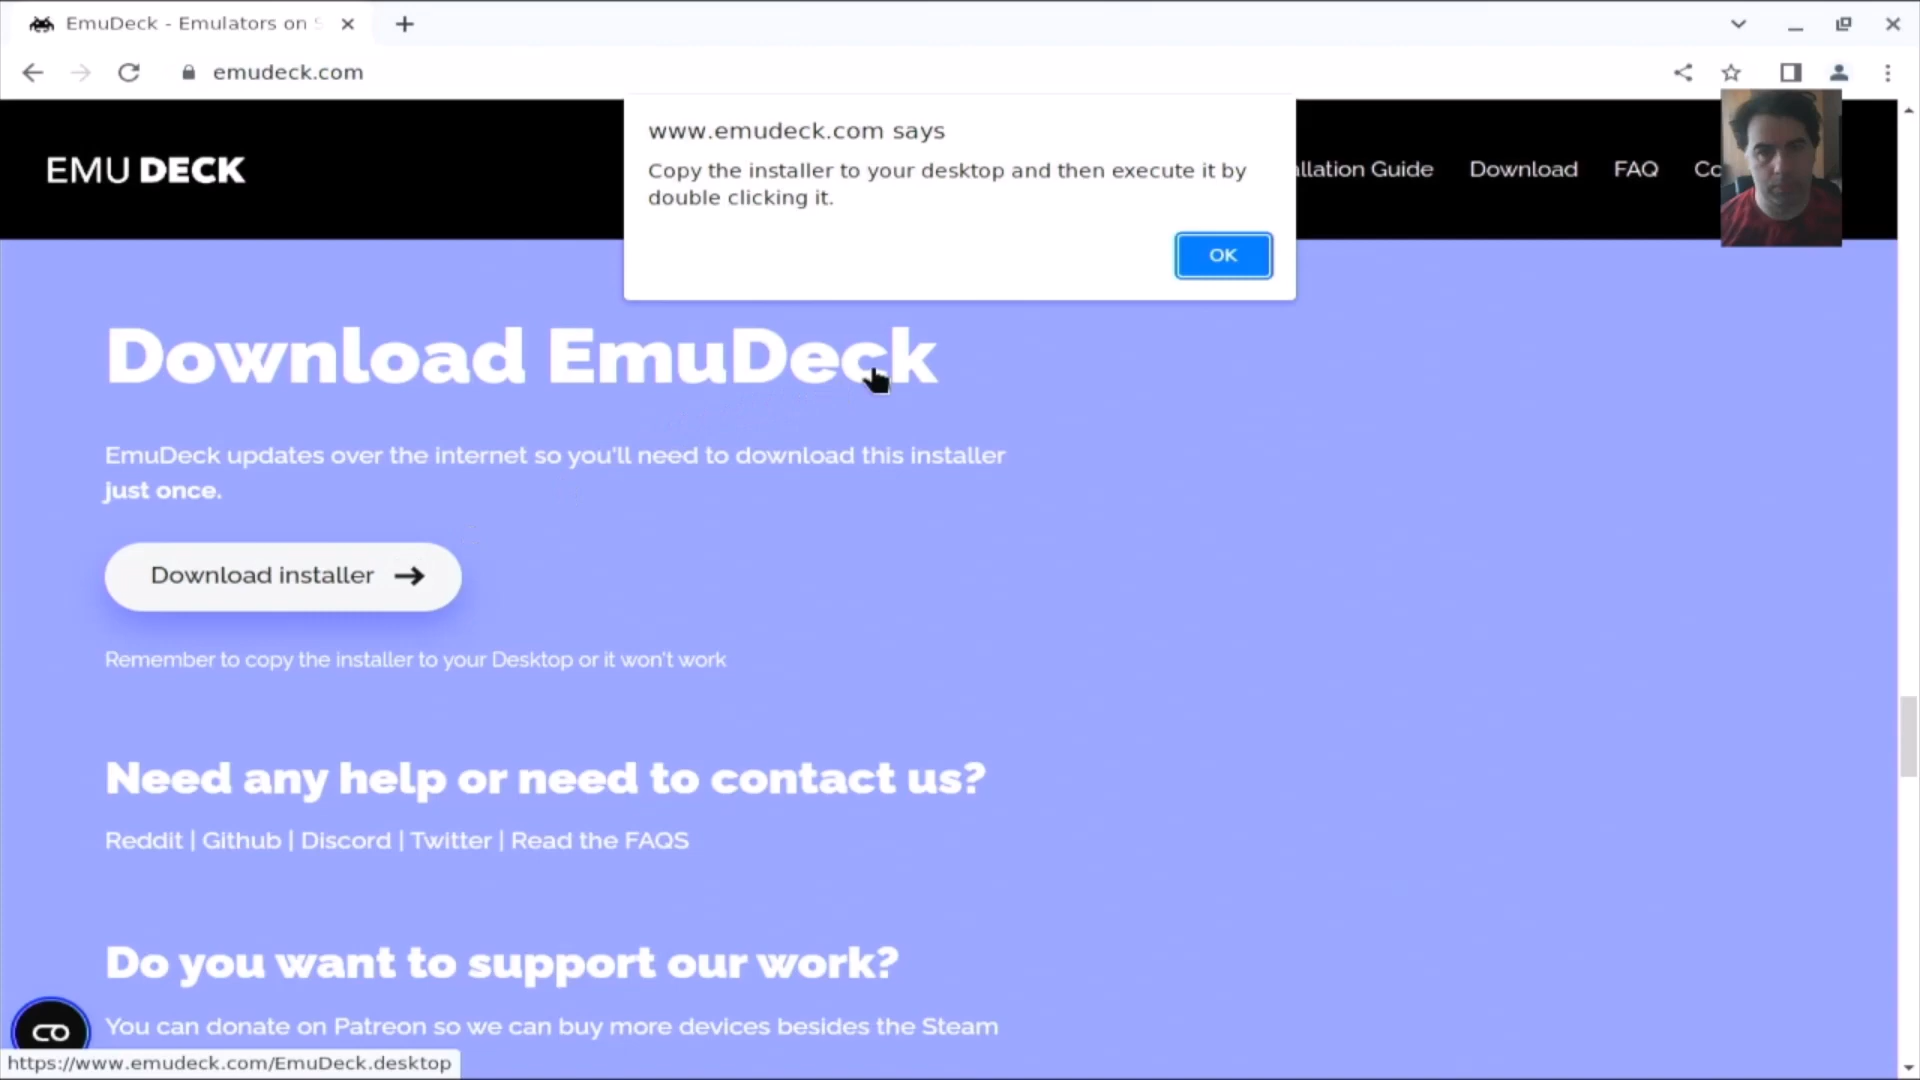 EmuDeck - Emulators on
emudeck.com
www.emudeck.com says
Copy the installer to your desktop and then execute it by
double clicking it.
OK
EMU DECK
llation Guide Download FAQ Co
Download EmuDeck
EmuDeck updates over the internet so you'll need to download this installer
just once.
Download installer →
Remember to copy the installer to your Desktop or it won't work
Need any help or need to contact us?
Reddit | Github | Discord | Twitter | Read the FAQS
Do you want to support our work?
You can donate on Patreon so we can buy more devices besides the Steam
https://www.emudeck.com/EmuDeck.desktop